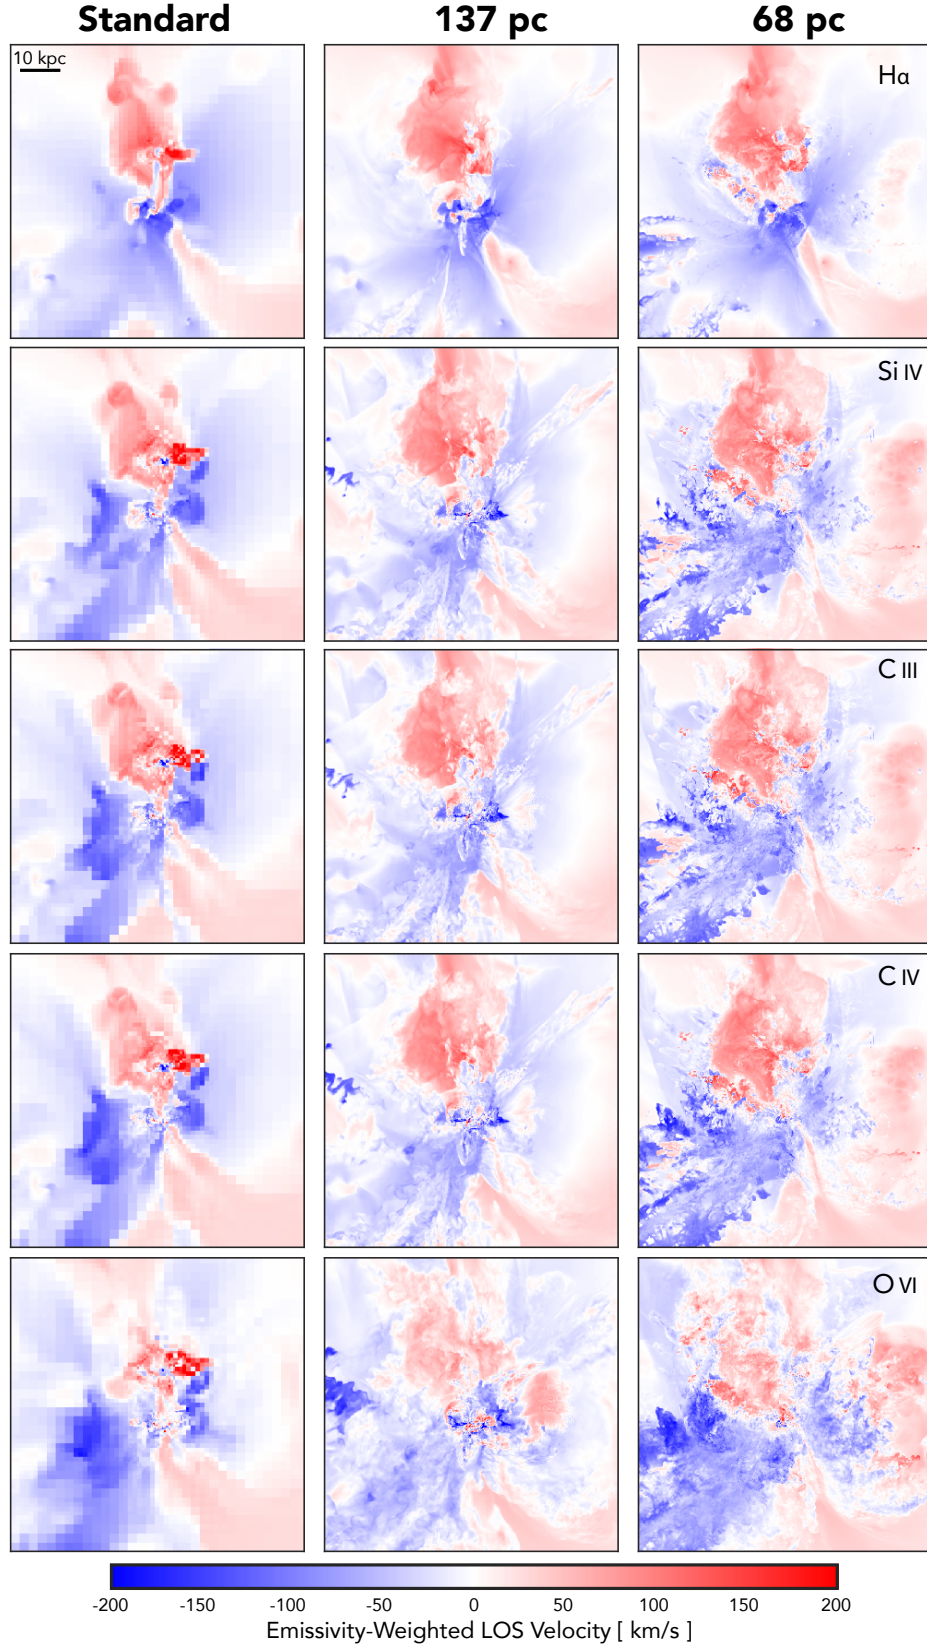 Standard 137 pc 68 pc
10 kpc
Hα
Si IV
C III
C IV
O VI
-200 -150 -100 -50 0 50 100 150 200
Emissivity-Weighted LOS Velocity [ km/s ]